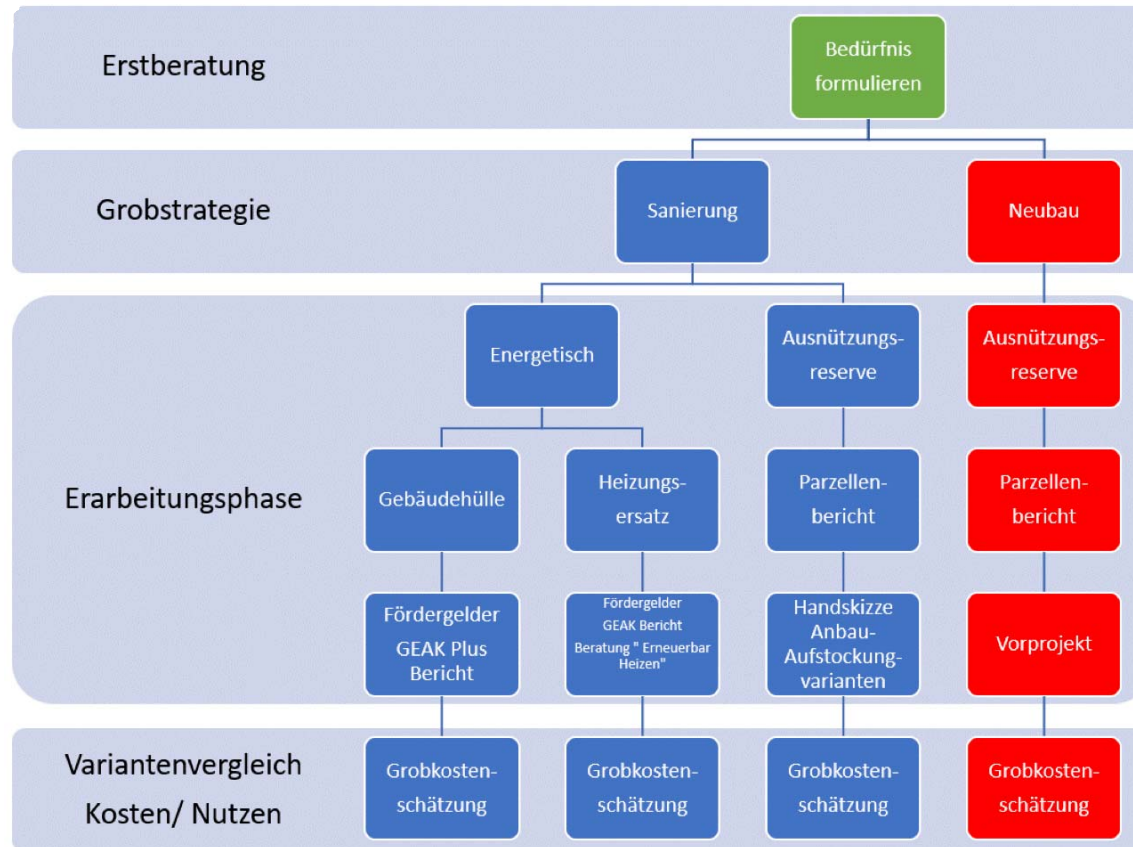 Erstberatung
Bedürfnis
formulieren
Grobstrategie
Sanierung
Neubau
Erarbeitungsphase
Energetisch
Ausnützungs-
reserve
Ausnützungs-
reserve
Gebäudehülle
Heizungs-
ersatz
Parzellen-
bericht
Parzellen-
bericht
Fördergelder
GEAK Plus
Bericht
Fördergelder
GEAK Bericht
Beratung " Erneuerbar
Heizen"
Handskizze
Anbau-
Aufstockung-
varianten
Vorprojekt
Variantenvergleich
Kosten/ Nutzen
Grobkosten-
schätzung
Grobkosten-
schätzung
Grobkosten-
schätzung
Grobkosten-
schätzung